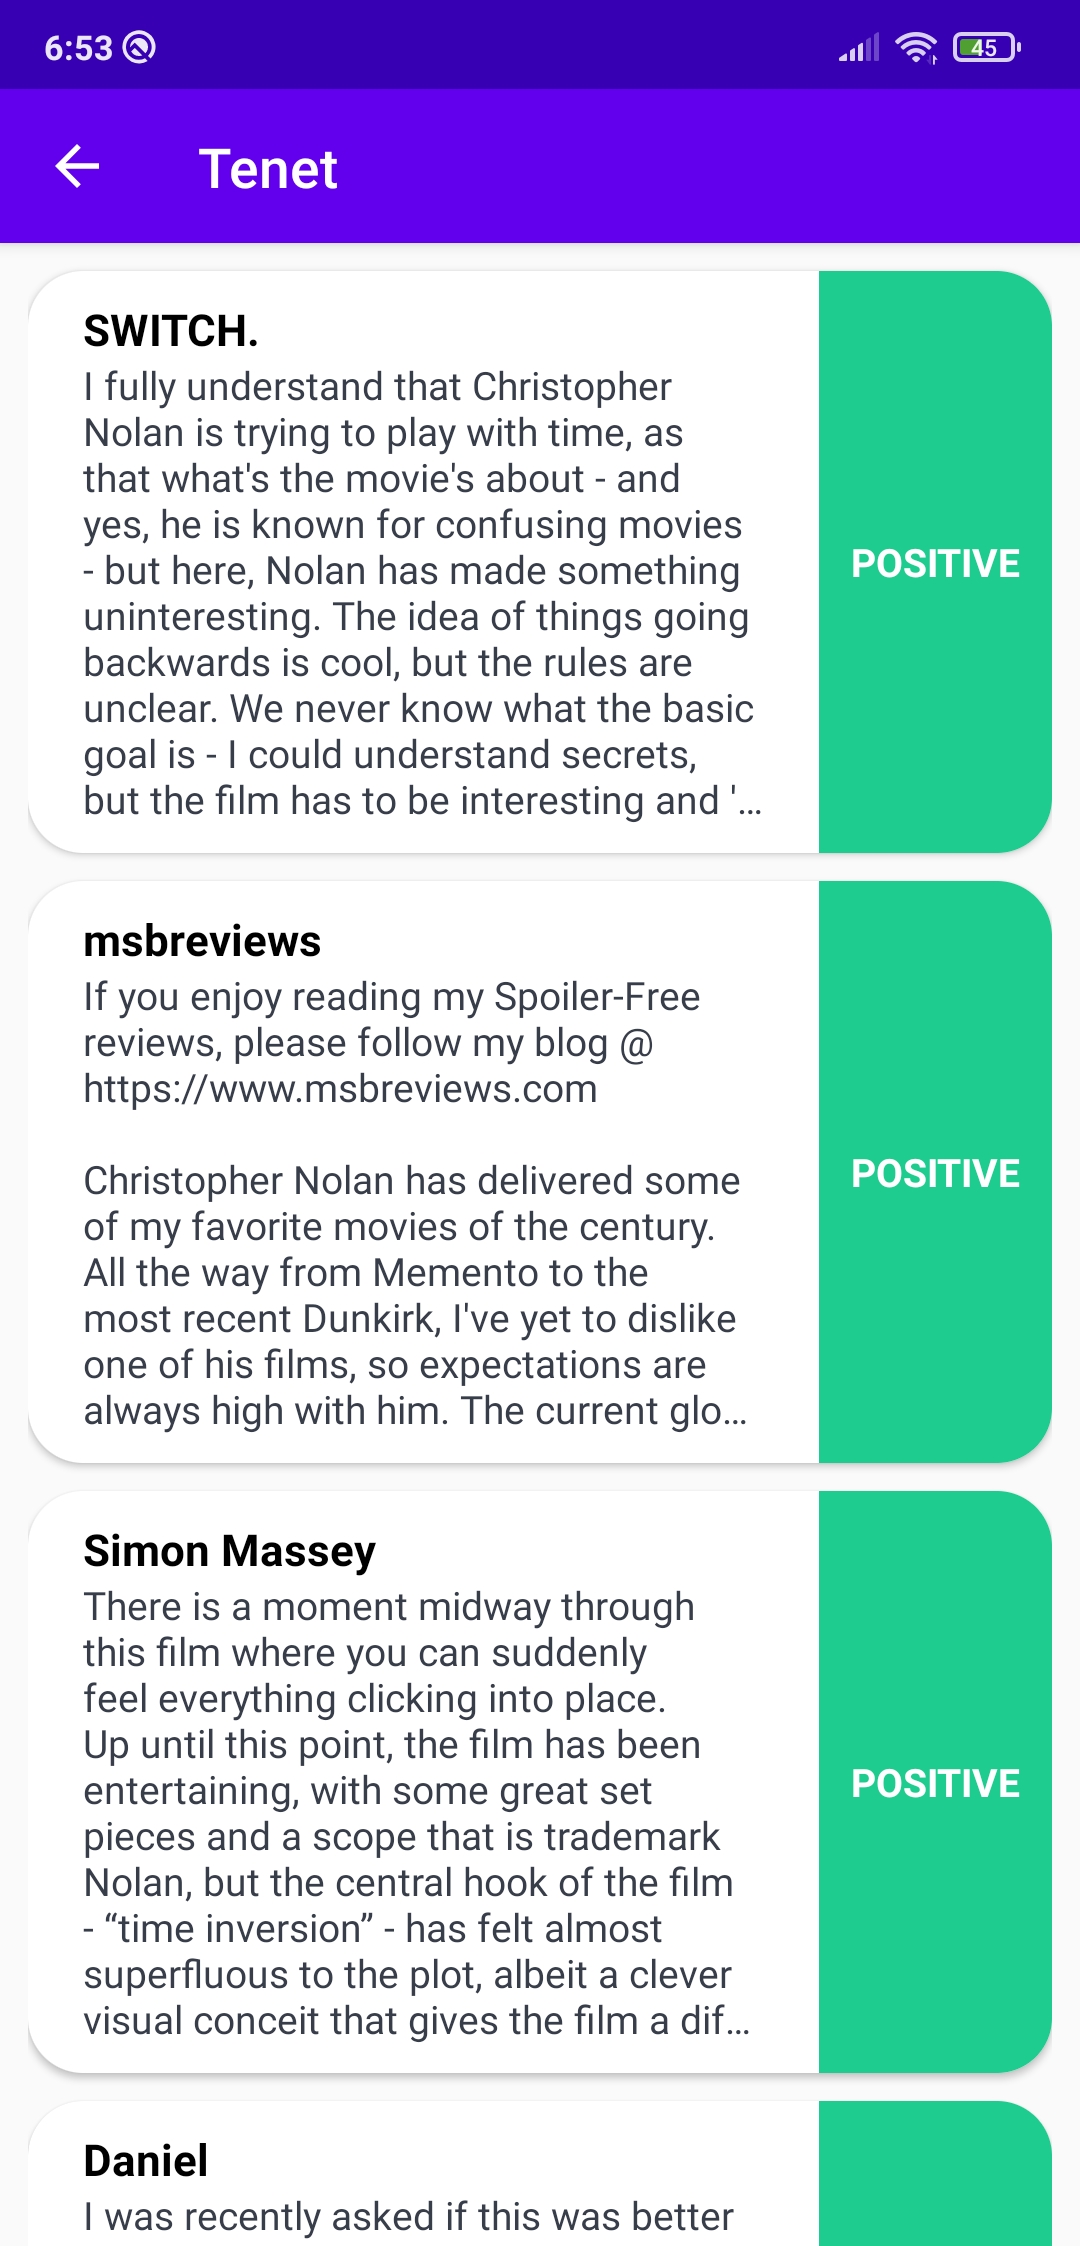 6:53
45
Tenet
SWITCH.
I fully understand that Christopher
Nolan is trying to play with time, as
that what's the movie's about - and
yes, he is known for confusing movies
- but here, Nolan has made something
uninteresting. The idea of things going
backwards is cool, but the rules are
unclear. We never know what the basic
goal is - I could understand secrets,
but the film has to be interesting and '...
POSITIVE
msbreviews
If you enjoy reading my Spoiler-Free
reviews, please follow my blog @
https://www.msbreviews.com
Christopher Nolan has delivered some
of my favorite movies of the century.
All the way from Memento to the
most recent Dunkirk, I've yet to dislike
one of his films, so expectations are
always high with him. The current glo...
POSITIVE
Simon Massey
There is a moment midway through
this film where you can suddenly
feel everything clicking into place.
Up until this point, the film has been
entertaining, with some great set
pieces and a scope that is trademark
Nolan, but the central hook of the film
- “time inversion” - has felt almost
superfluous to the plot, albeit a clever
visual conceit that gives the film a dif...
POSITIVE
Daniel
I was recently asked if this was better